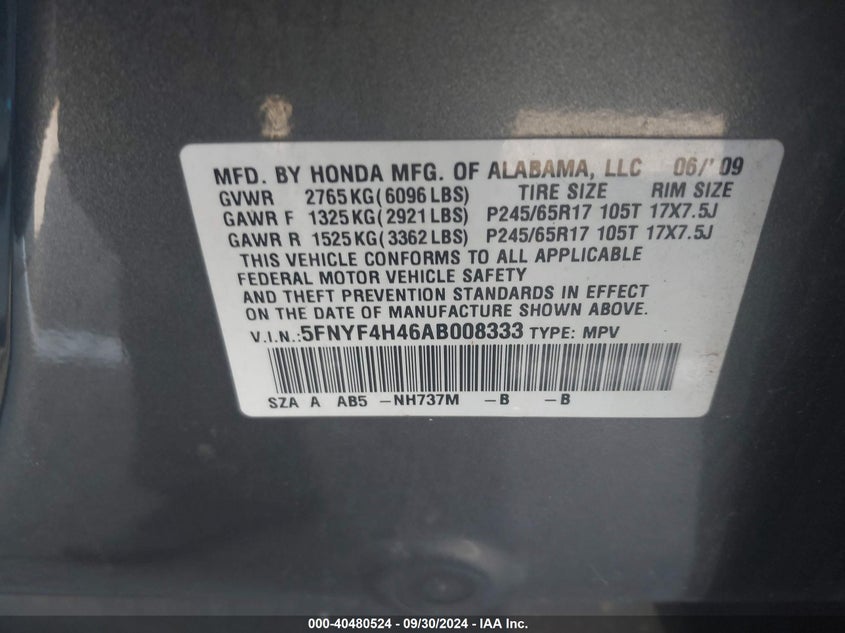 MFD. BY HONDA MFG. OF ALABAMA, LLC 06/'09
GVWR 2765KG(6096LBS) TIRE SIZE RIM SIZE
GAWR F 1325KG(2921LBS) P245/65R17 105T 17X7.5J
GAWR R 1525KG(3362LBS) P245/65R17 105T 17X7.5J
THIS VEHICLE CONFORMS TO ALL APPLICABLE
FEDERAL MOTOR VEHICLE SAFETY
AND THEFT PREVENTION STANDARDS IN EFFECT
ON THE DATE OF MANUFACTURE SHOWN ABOVE.
V.I.N.:5FNYF4H46AB008333 TYPE: MPV
SZA A AB5 -NH737M -B -B
000-40480524 - 09/30/2024 - IAA Inc.